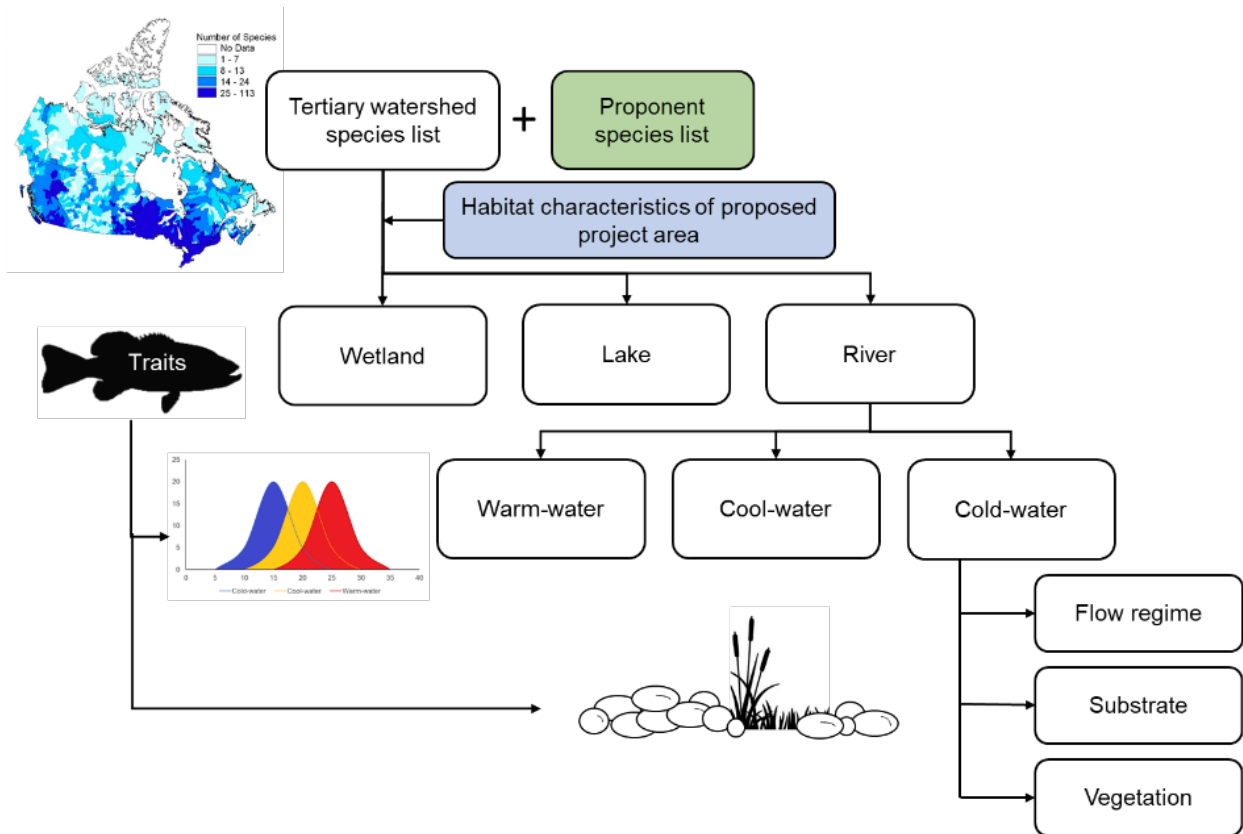 Number of Species
No Data
1 - 7
8 - 13
14 - 24
25 - 113
Tertiary watershed
species list
+
Proponent
species list
Habitat characteristics of proposed
project area
Wetland
Lake
River
Traits
Warm-water
Cool-water
Cold-water
25
20
15
10
5
0
0
5
10
15
20
25
30
35
40
Cold-water
Cool-water
Warm-water
Flow regime
Substrate
Vegetation